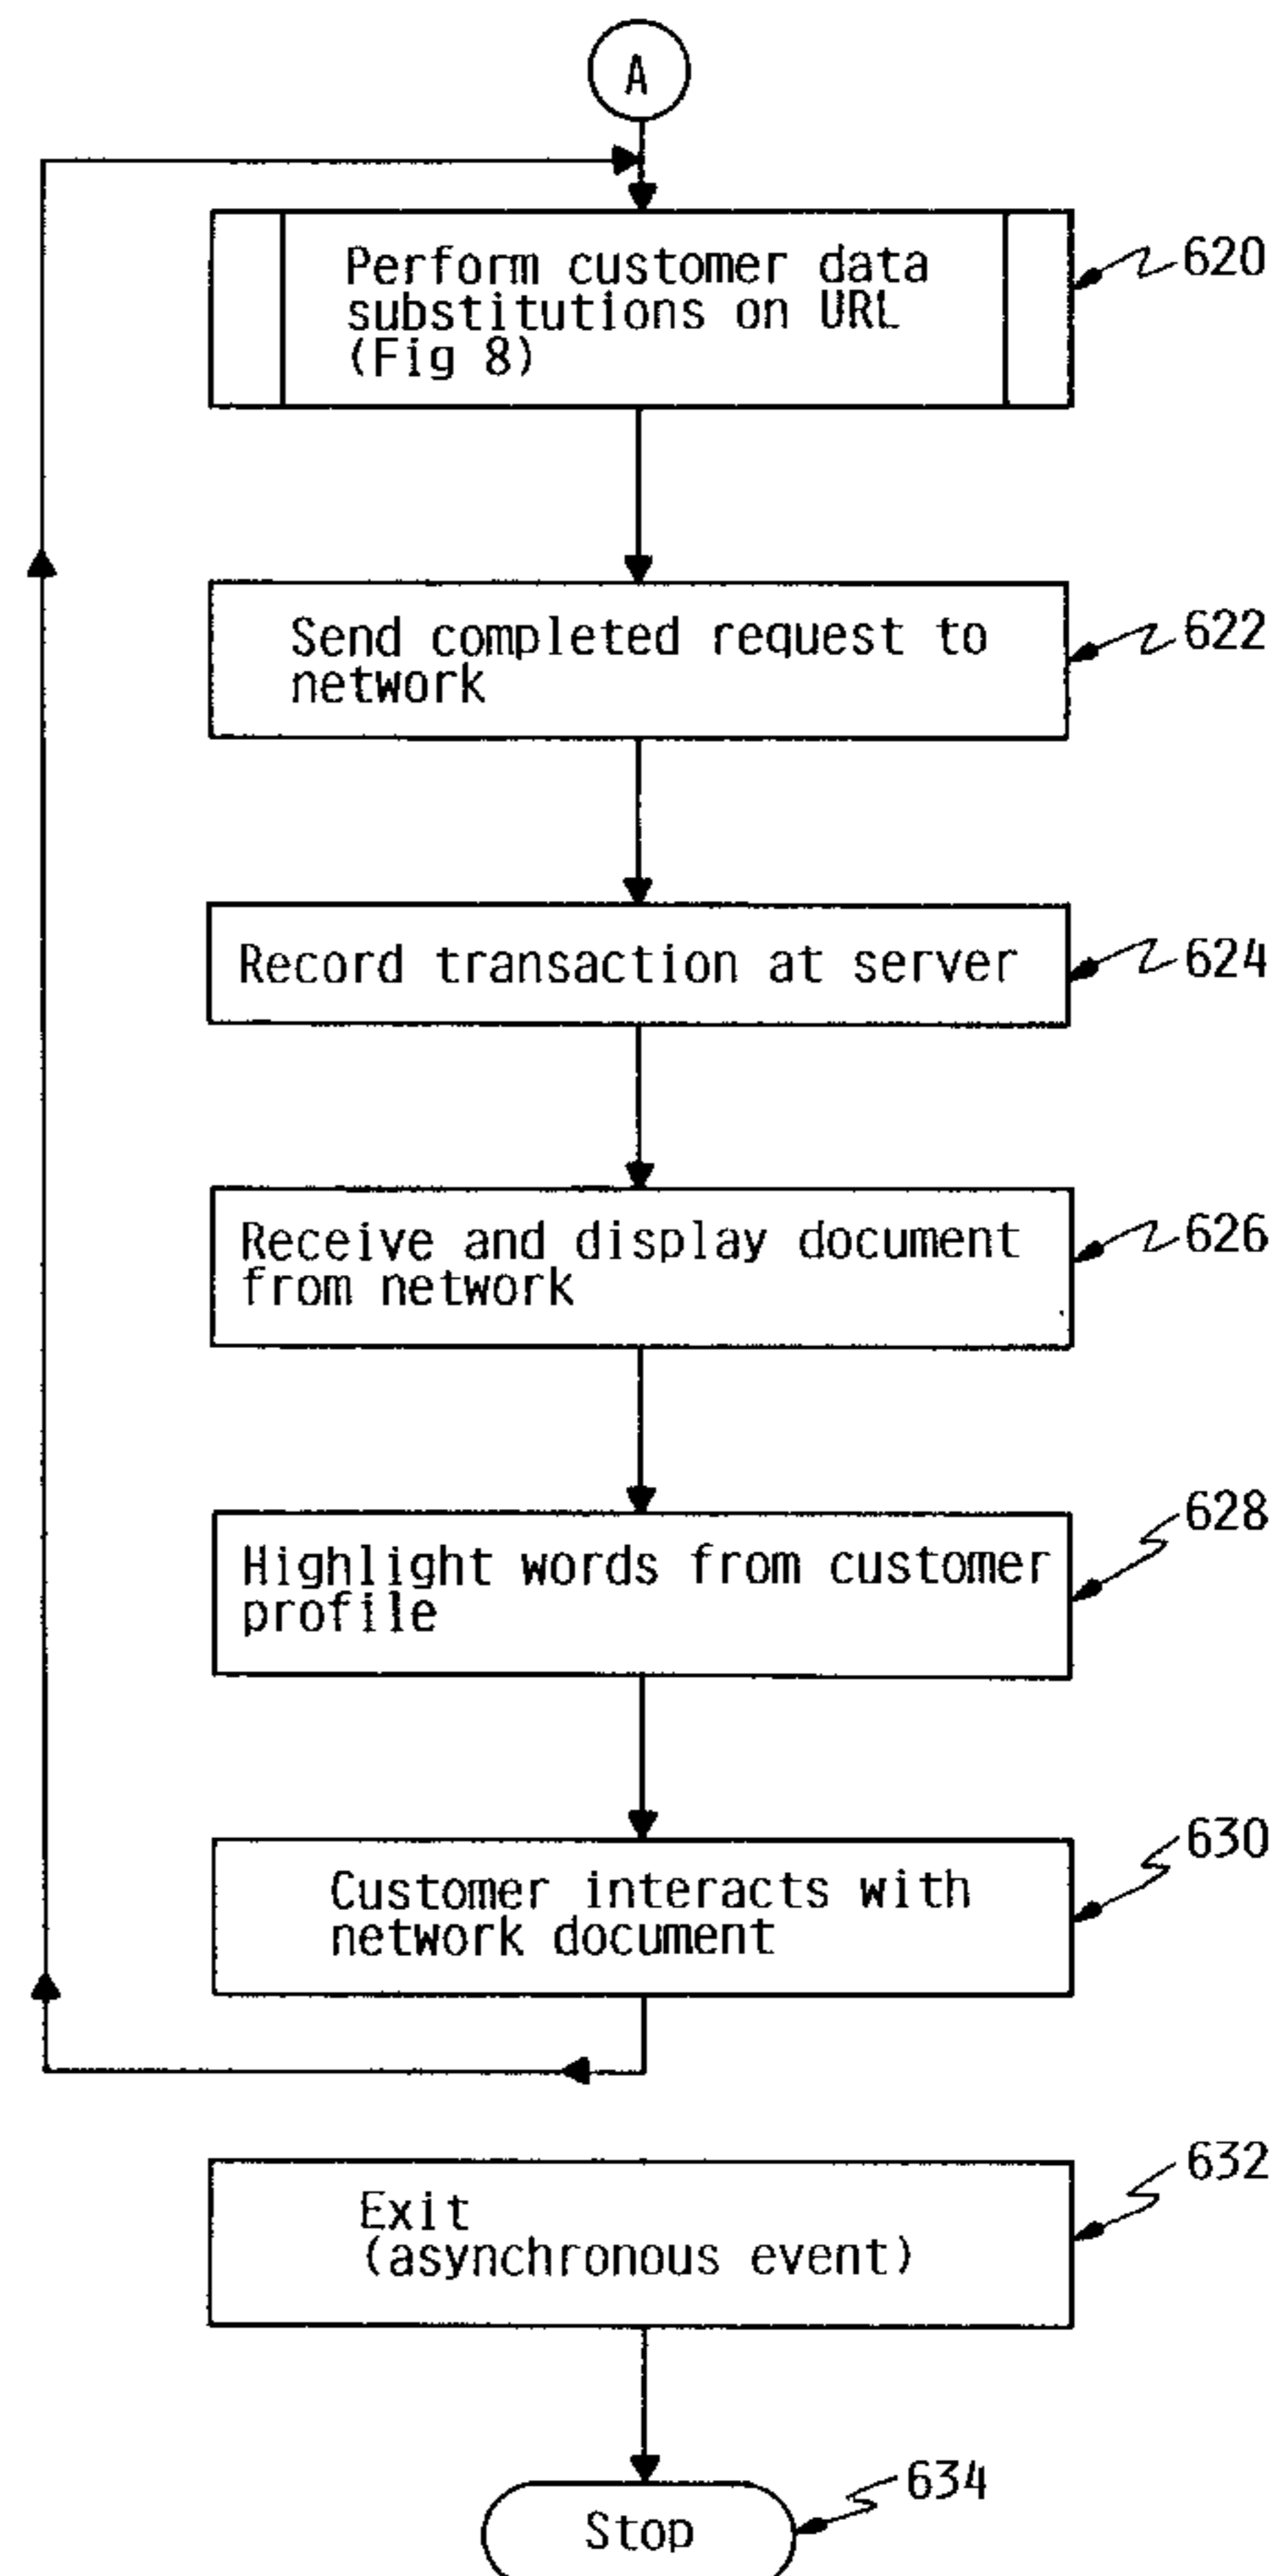 A
Perform customer data
substitutions on URL
(Fig 8)
620
Send completed request to
network
622
Record transaction at server
624
Receive and display document
from network
626
Highlight words from customer
profile
628
Customer interacts with
network document
630
Exit
(asynchronous event)
632
Stop
634